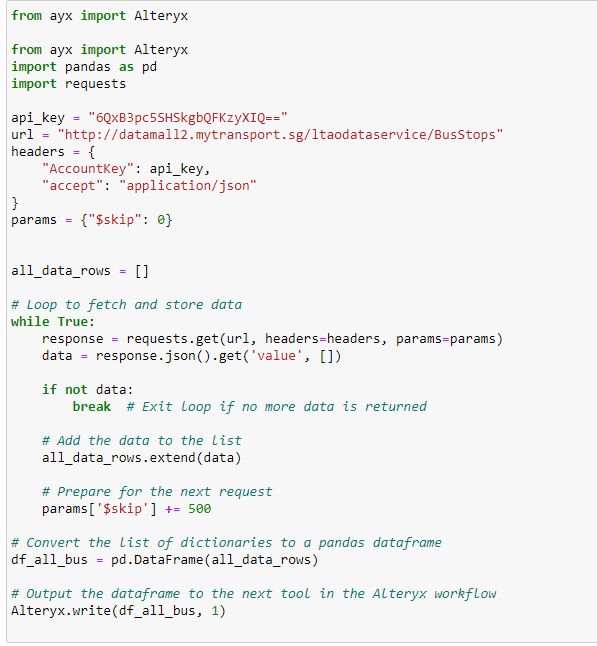 from ayx import Alteryx
from ayx import Alteryx
import pandas as pd
import requests
api_key = "6QxB3pc5SHSkgbQFKzyXIQ=="
url = "http://datamall2.mytransport.sg/ltaodataservice/BusStops"
headers = {
    "AccountKey": api_key,
    "accept": "application/json"
}
params = {"$skip": 0}
all_data_rows = []
# Loop to fetch and store data
while True:
    response = requests.get(url, headers=headers, params=params)
    data = response.json().get('value', [])
    if not data:
        break  # Exit loop if no more data is returned
    # Add the data to the list
    all_data_rows.extend(data)
    # Prepare for the next request
    params['$skip'] += 500
# Convert the list of dictionaries to a pandas dataframe
df_all_bus = pd.DataFrame(all_data_rows)
# Output the dataframe to the next tool in the Alteryx workflow
Alteryx.write(df_all_bus, 1)